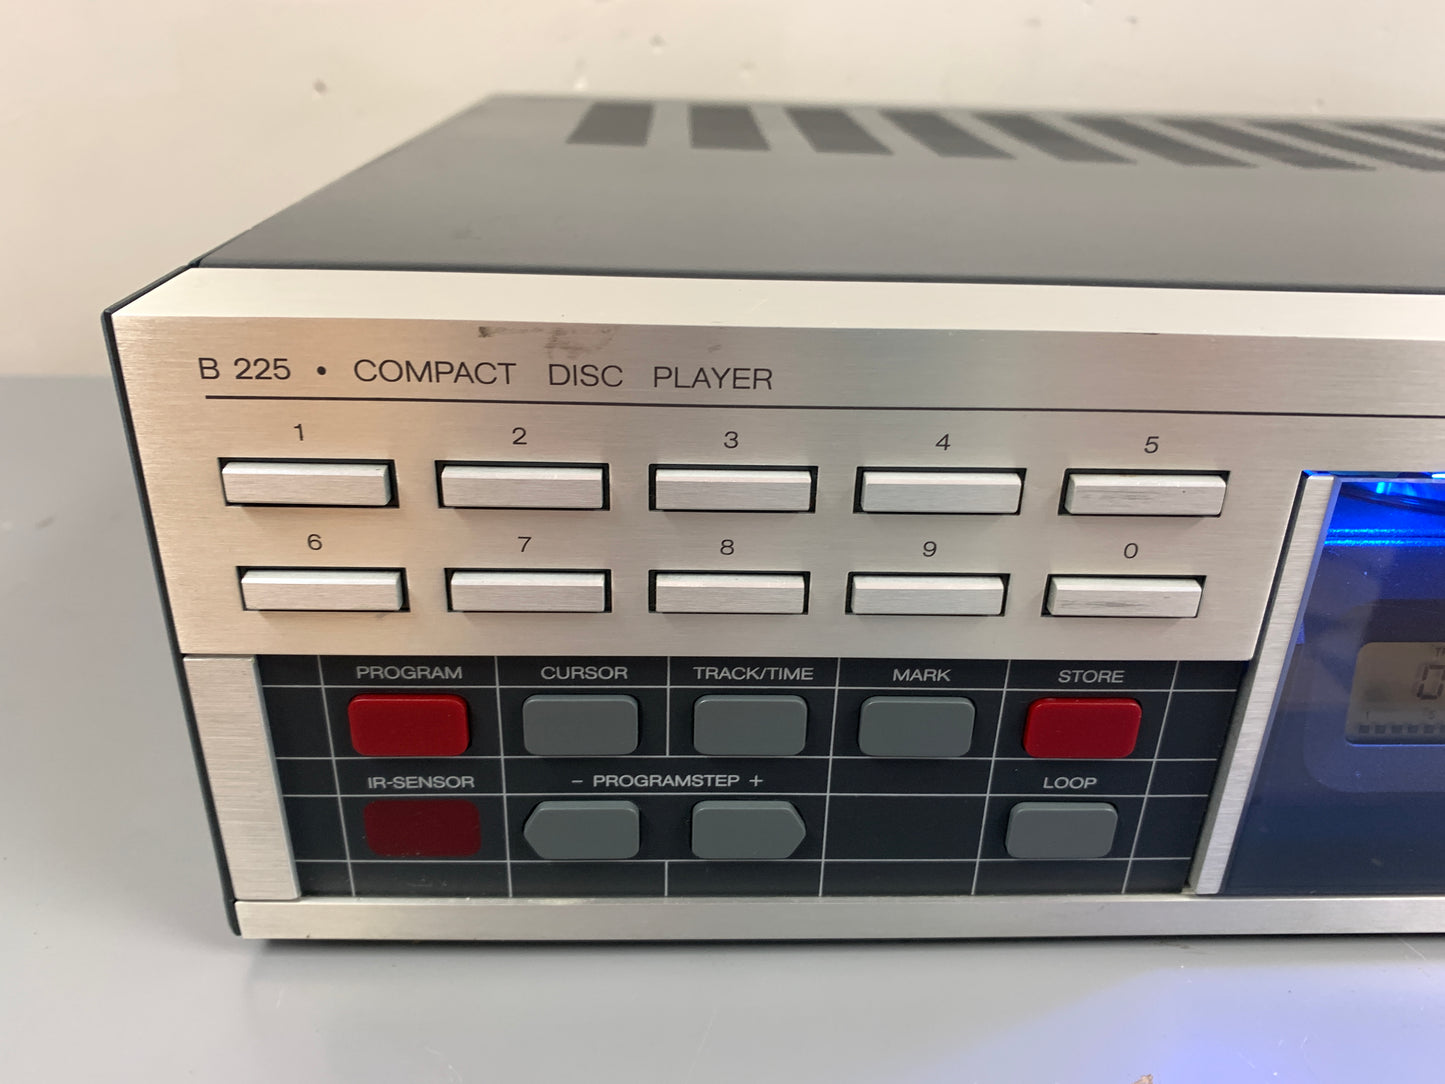 B 225 • COMPACT DISC PLAYER
1 2 3 4 5
6 7 8 9 0
PROGRAM CURSOR TRACK/TIME MARK STORE
IR-SENSOR - PROGRAMSTEP + LOOP